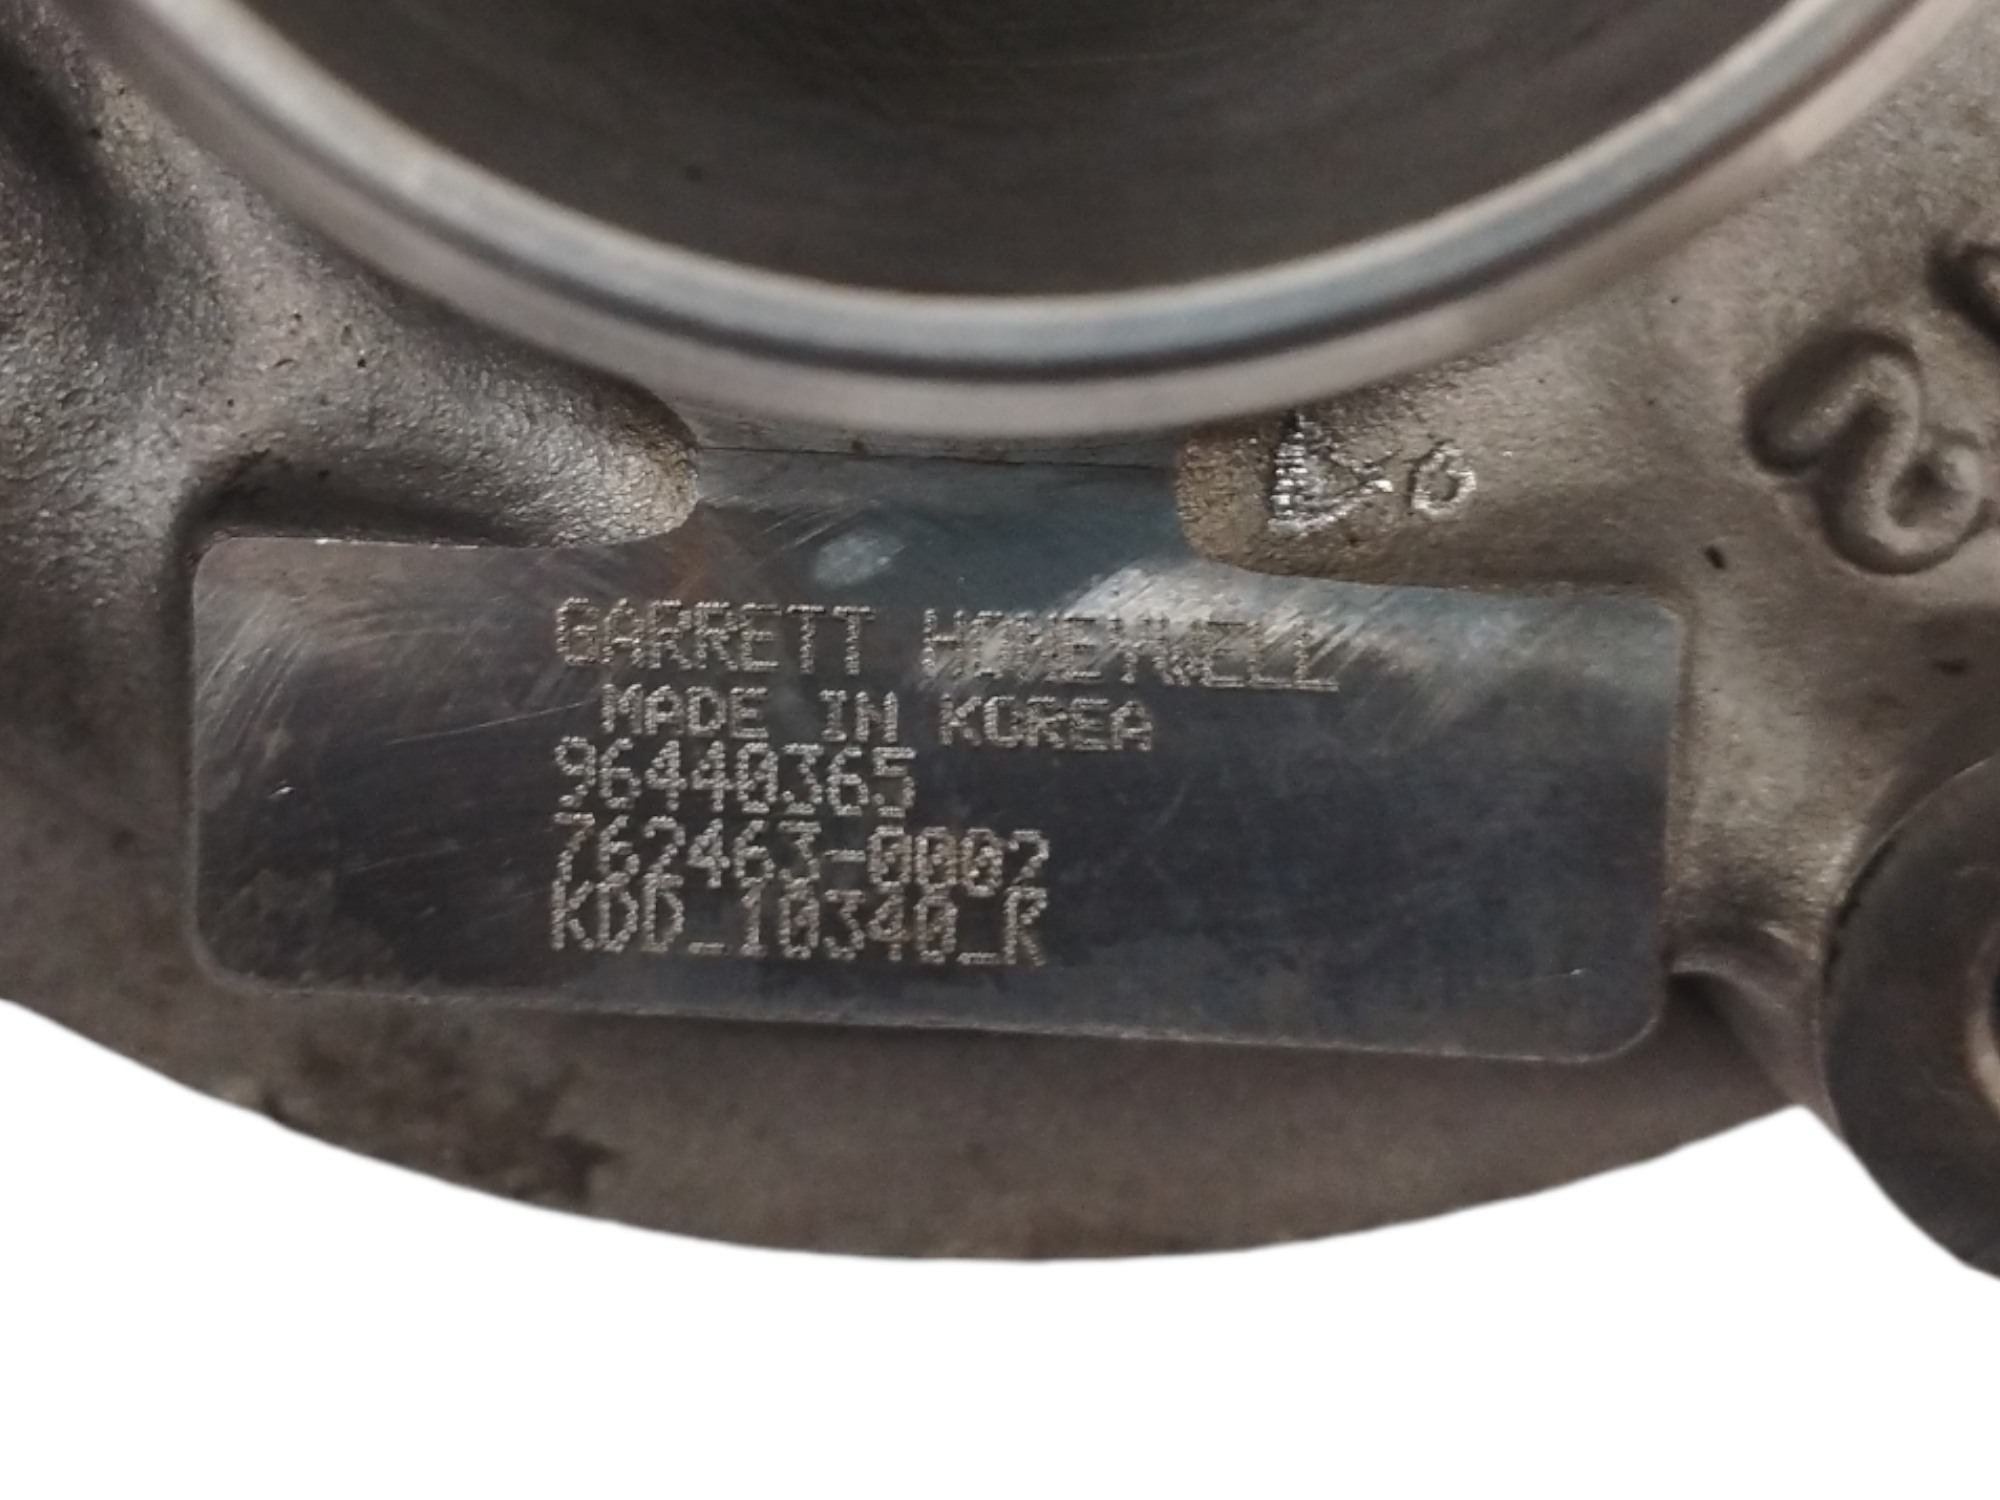 GARRETT HONEYWELL
MADE IN KOREA
96440365
762463-0002
KDD_10340_R